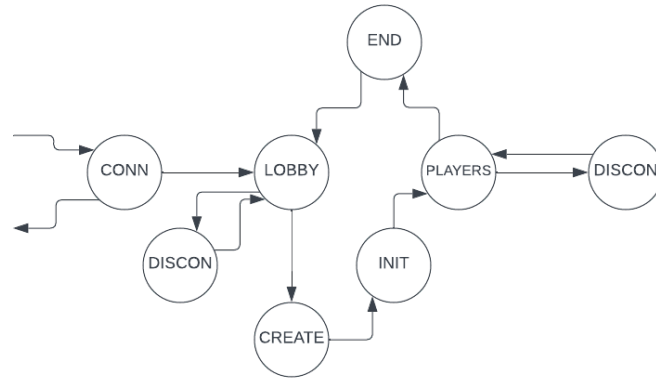 END
CONN
LOBBY
PLAYERS
DISCON
DISCON
INIT
CREATE